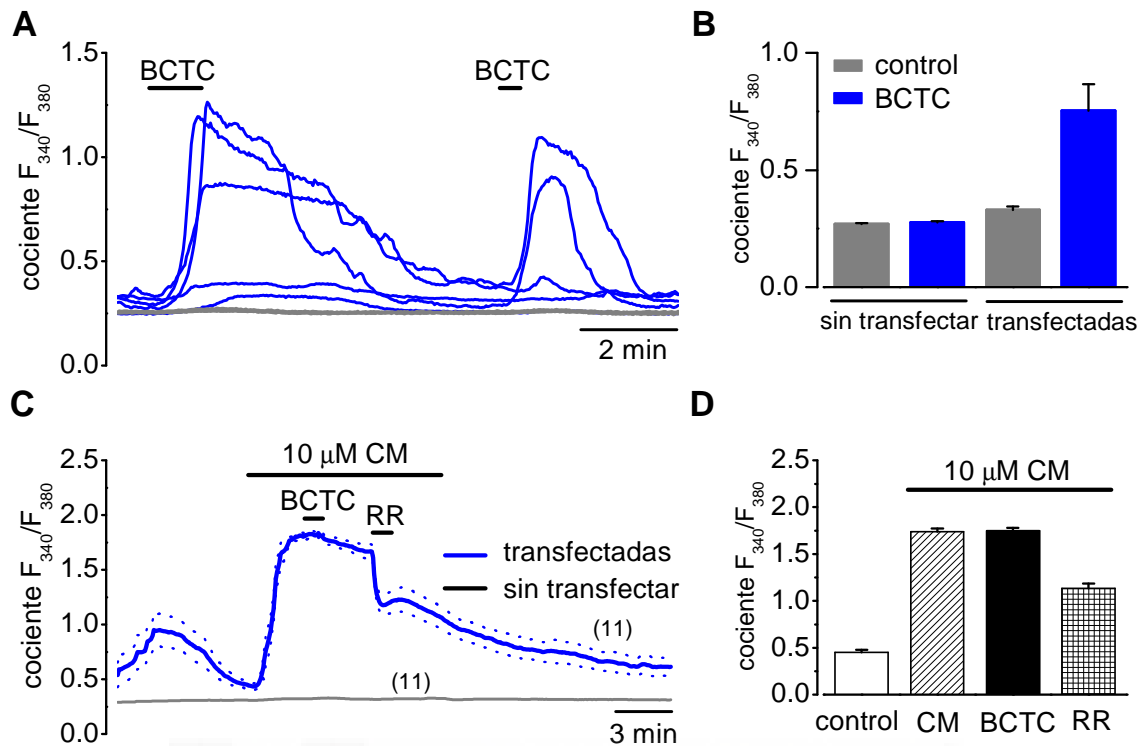 A
cociente F340/F380
1.5
1.0
0.5
0.0
BCTC
BCTC
2 min
B
cociente F340/F380
1.0
0.5
0.0
control
BCTC
sin transfectar
transfectadas
C
cociente F340/F380
2.5
2.0
1.5
1.0
0.5
0.0
10 μM CM
BCTC
RR
transfectadas
sin transfectar
(11)
(11)
3 min
D
cociente F340/F380
2.5
2.0
1.5
1.0
0.5
0.0
10 μM CM
control
CM
BCTC
RR